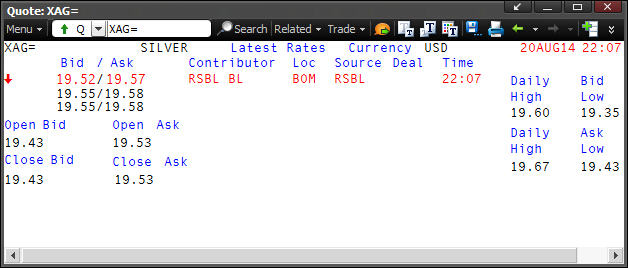 Quote: XAG=
Menu Q XAG= Search Related Trade
XAG= SILVER Latest Rates Currency USD 20AUG14 22:07
Bid / Ask Contributor Loc Source Deal Time
19.52/19.57 RSBL BL BOM RSBL 22:07
Daily Bid
19.55/19.58
High Low
19.55/19.58
19.60 19.35
Open Bid Open Ask
Daily Ask
19.43 19.53
High Low
Close Bid Close Ask
19.67 19.43
19.43 19.53